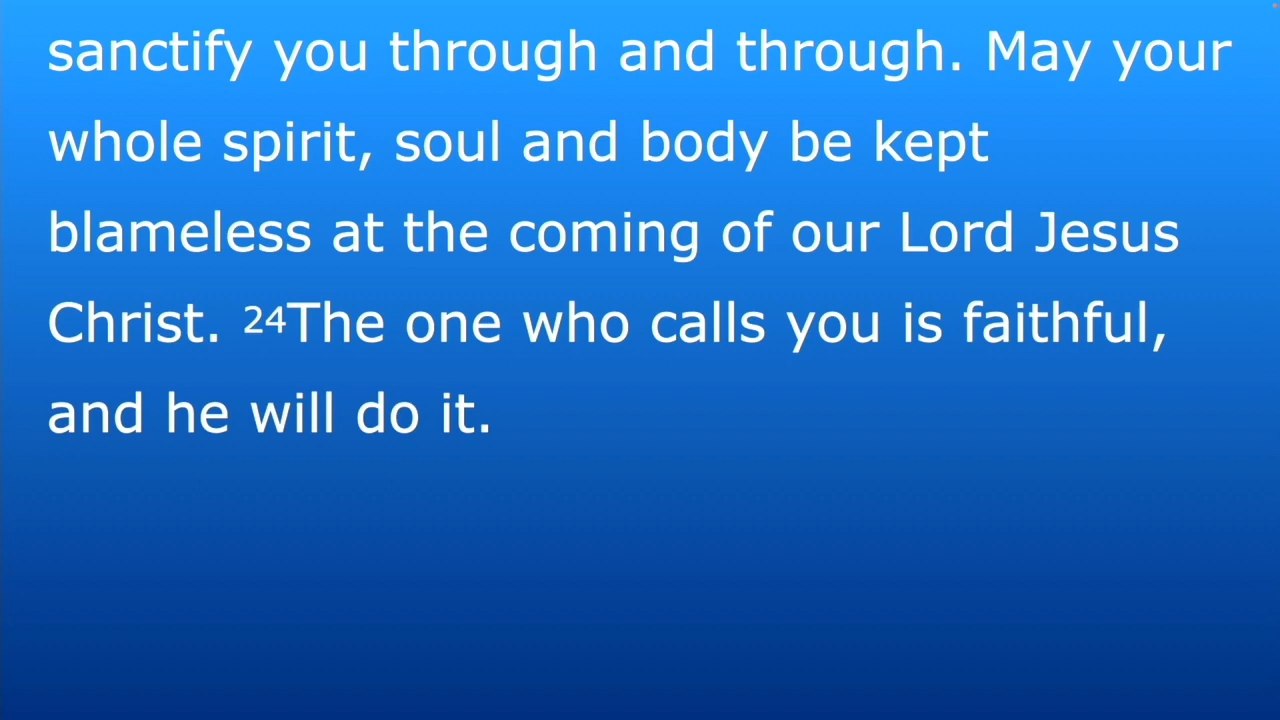 sanctify you through and through. May your
whole spirit, soul and body be kept
blameless at the coming of our Lord Jesus
Christ. 24The one who calls you is faithful,
and he will do it.